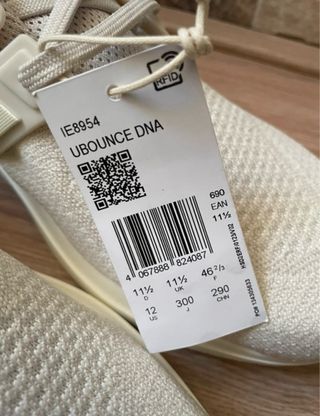 RFID
IE8954
UBOUNCE DNA
690
EAN
11½
4 067888 824087
11½ 11½ 46⅔
D UK F
12 300 290
US J CHN